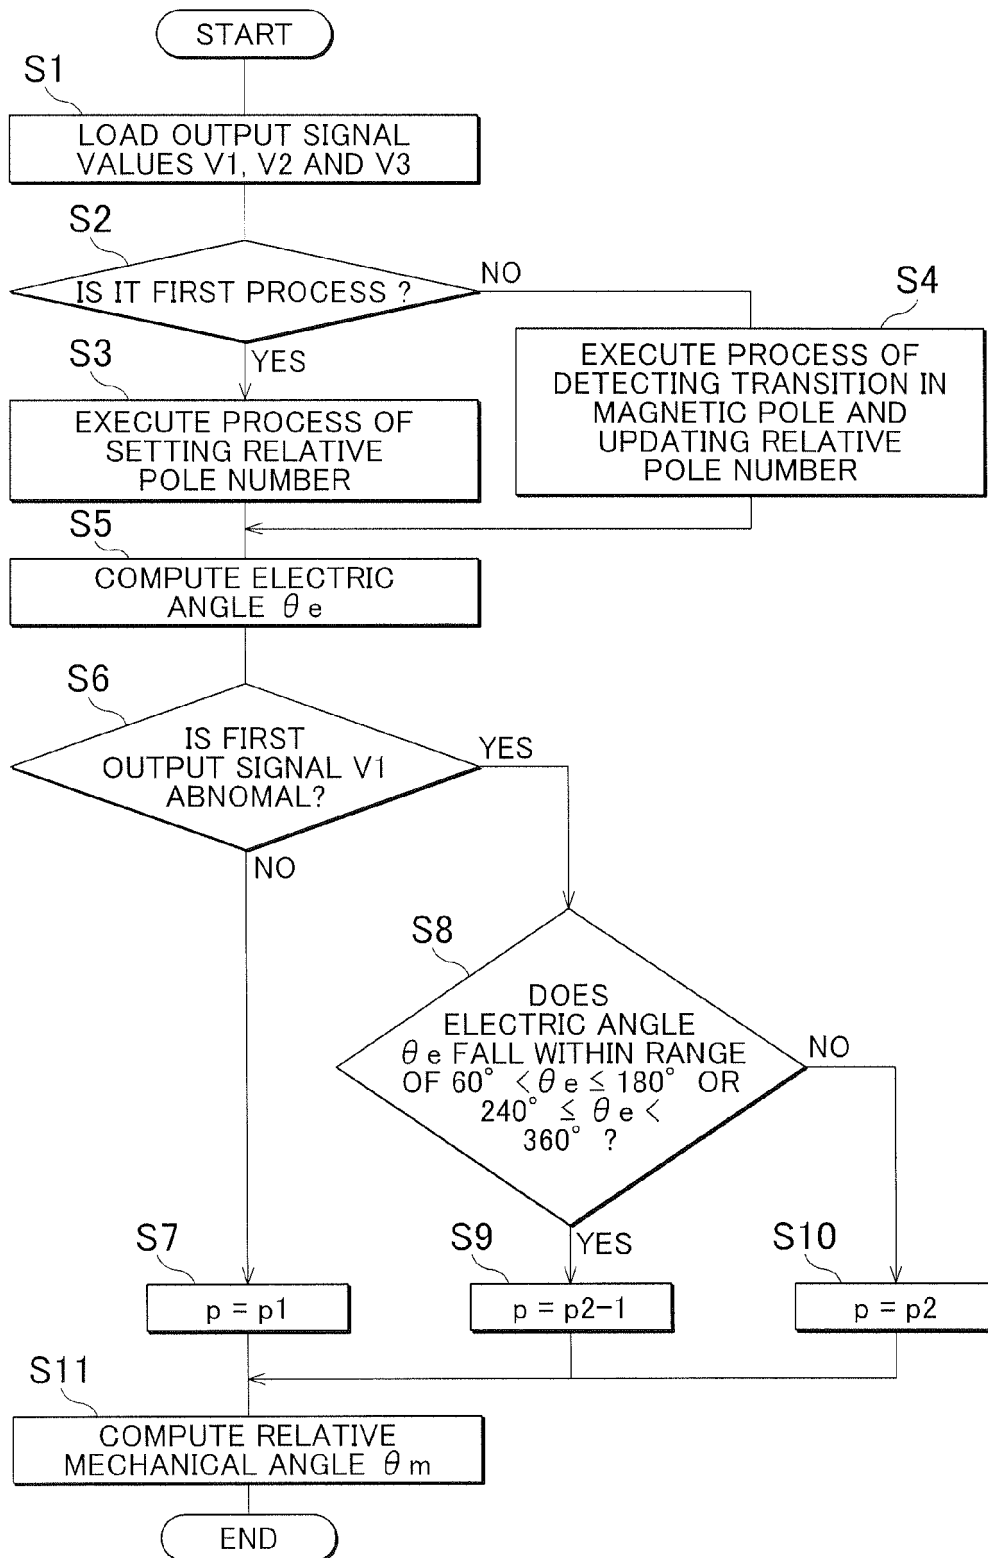 START
S1
LOAD OUTPUT SIGNAL
VALUES V1, V2 AND V3
S2
IS IT FIRST PROCESS ?
NO
YES
S3
EXECUTE PROCESS OF
SETTING RELATIVE
POLE NUMBER
S4
EXECUTE PROCESS OF
DETECTING TRANSITION IN
MAGNETIC POLE AND
UPDATING RELATIVE
POLE NUMBER
S5
COMPUTE ELECTRIC
ANGLE θe
S6
IS FIRST
OUTPUT SIGNAL V1
ABNOMAL?
YES
NO
S8
DOES
ELECTRIC ANGLE
θe FALL WITHIN RANGE
OF 60° <θe ≤ 180° OR
240° ≤ θe <
360° ?
NO
YES
S7
p = p1
S9
p = p2-1
S10
p = p2
S11
COMPUTE RELATIVE
MECHANICAL ANGLE θm
END